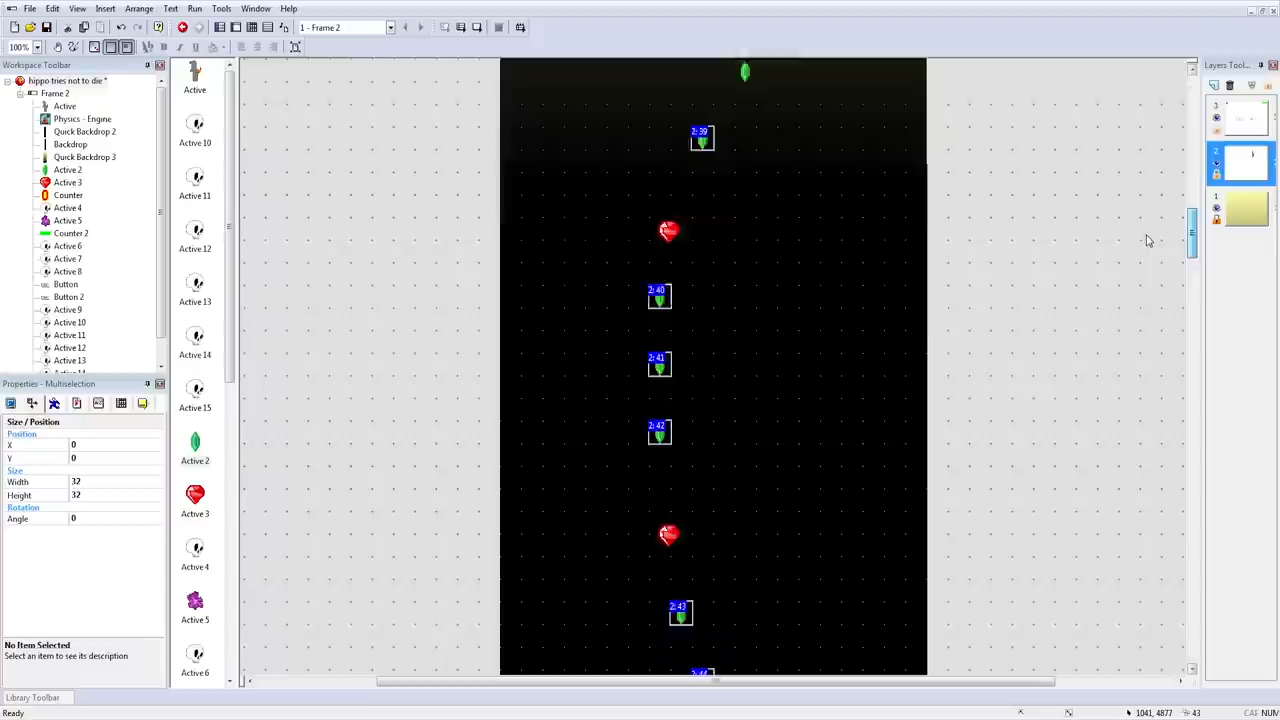 File Edit View Insert Arrange Text Run Tools Window Help
1 - Frame 2
100%
Workspace Toolbar
hippo tries not to die *
Frame 2
Active
Physics - Engine
Quick Backdrop 2
Backdrop
Quick Backdrop 3
Active 2
Active 3
Counter
Active 4
Active 5
Counter 2
Active 6
Active 7
Active 8
Button
Button 2
Active 9
Active 10
Active 11
Active 12
Active 13
Properties - Multiselection
Size / Position
Position
X 0
Y 0
Size
Width 32
Height 32
Rotation
Angle 0
No Item Selected
Select an item to see its description
Library Toolbar
Ready
Active
Active 10
Active 11
Active 12
Active 13
Active 14
Active 15
Active 2
Active 3
Active 4
Active 5
Active 6
2: 39
2: 40
2: 41
2: 42
2: 43
2: 44
Layers Tool...
3
2
1
1041, 4877
43
CAF NUM